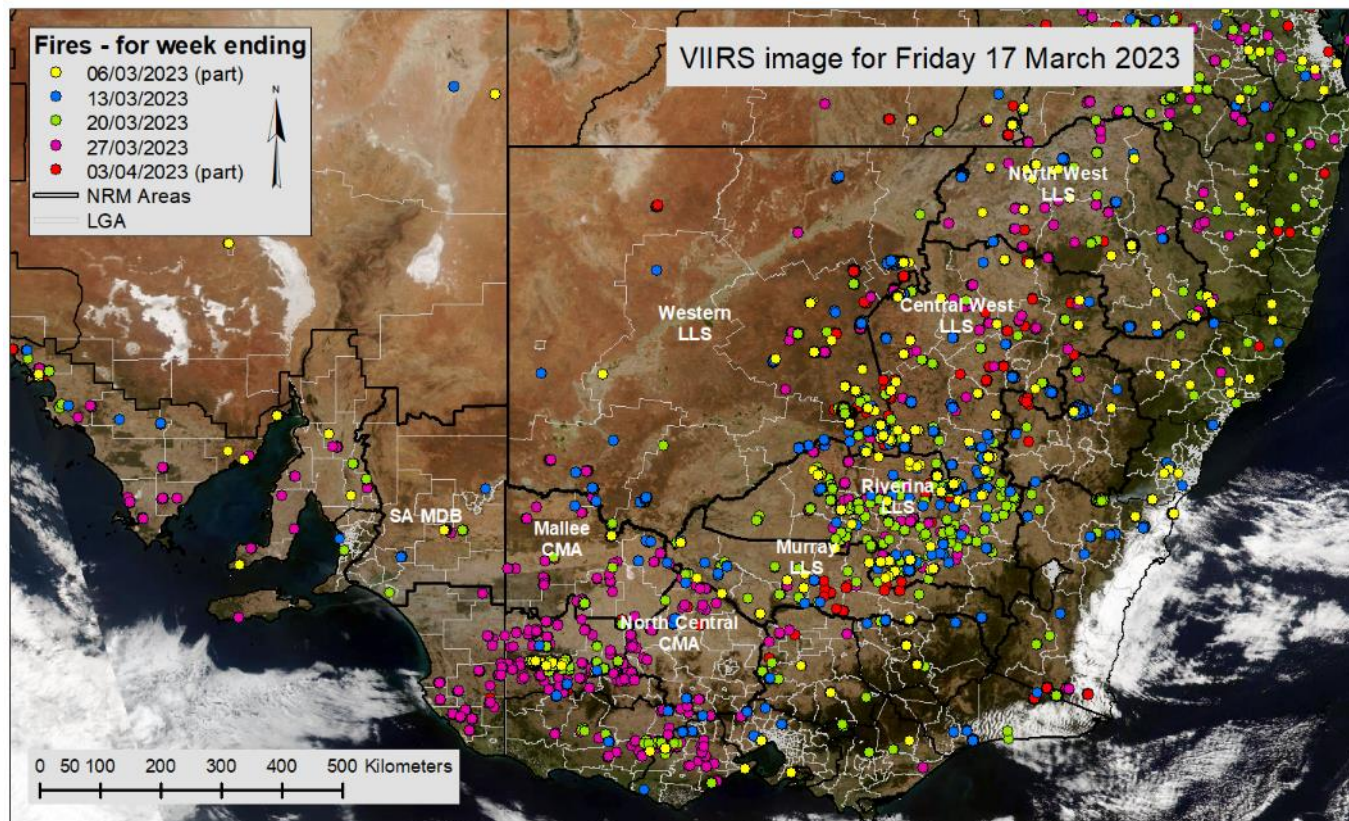 Fires - for week ending
06/03/2023 (part)
13/03/2023
20/03/2023
27/03/2023
03/04/2023 (part)
NRM Areas
LGA
N
VIIRS image for Friday 17 March 2023
North West
LLS
Western
LLS
Central West
LLS
Riverina
LLS
SA MDB
Mallee
CMA
Murray
LLS
North Central
CMA
0 50 100 200 300 400 500 Kilometers